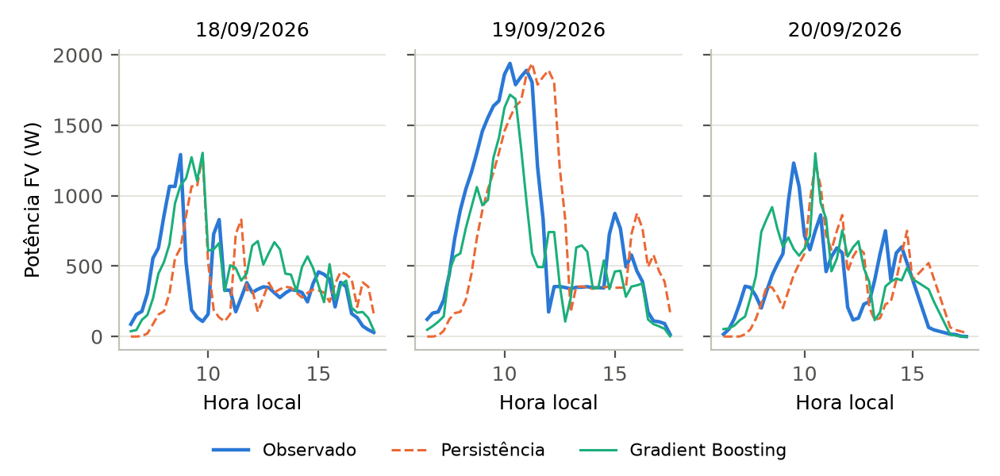 18/09/2026 19/09/2026 20/09/2026
Potência FV (W)
2000
1500
1000
500
0
10 15 10 15 10 15
Hora local Hora local Hora local
Observado Persistência Gradient Boosting